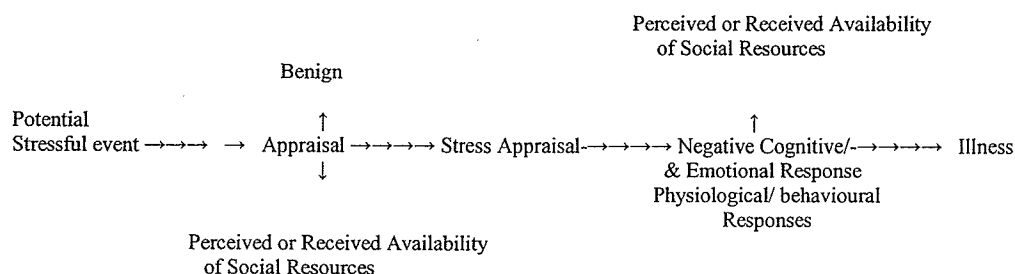 Perceived or Received Availability
of Social Resources
Benign
Potential
↑ ↑
Stressful event →→→→ → Appraisal →→→→→ Stress Appraisal-→→→→→ Negative Cognitive/-→→→→→ Illness
↓ & Emotional Response
Physiological/ behavioural
Responses
Perceived or Received Availability
of Social Resources